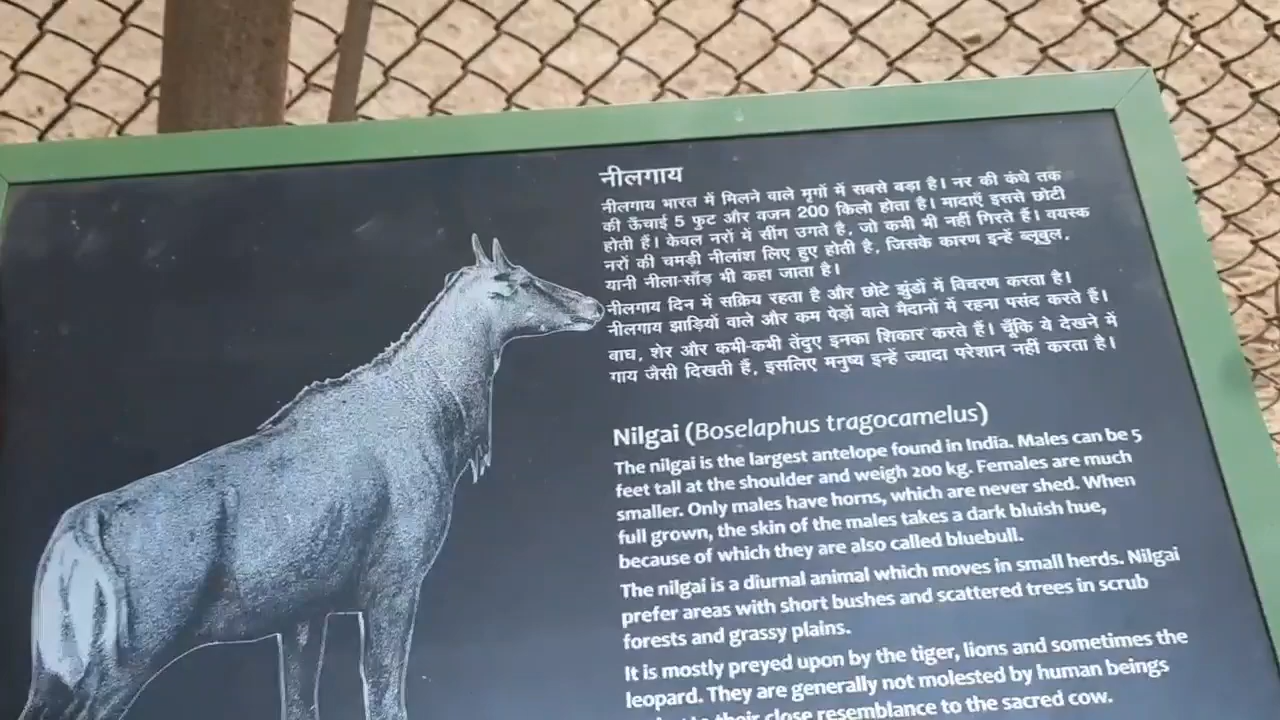 नीलगाय
नीलगाय भारत में मिलने वाले मृगों में सबसे बड़ा है। नर की कंधे तक
की ऊँचाई 5 फुट और वजन 200 किलो होता है। मादाएँ इससे छोटी
होती हैं। केवल नरों में सींग उगते है, जो कभी भी नहीं गिरते हैं। वयस्क
नरों की चमड़ी नीलांश लिए हुए होती है, जिसके कारण इन्हें ब्लूबुल,
यानी नीला-साँड़ भी कहा जाता है।
नीलगाय दिन में सक्रिय रहता है और छोटे झुंडों में विचरण करता है।
नीलगाय झाड़ियों वाले और कम पेड़ों वाले मैदानों में रहना पसंद करते हैं।
बाघ, शेर और कभी-कभी तेंदुए इनका शिकार करते हैं। चूँकि ये देखने में
गाय जैसी दिखती हैं, इसलिए मनुष्य इन्हें ज्यादा परेशान नहीं करता है।
Nilgai (Boselaphus tragocamelus)
The nilgai is the largest antelope found in India. Males can be 5
feet tall at the shoulder and weigh 200 kg. Females are much
smaller. Only males have horns, which are never shed. When
full grown, the skin of the males takes a dark bluish hue,
because of which they are also called bluebull.
The nilgai is a diurnal animal which moves in small herds. Nilgai
prefer areas with short bushes and scattered trees in scrub
forests and grassy plains.
It is mostly preyed upon by the tiger, lions and sometimes the
leopard. They are generally not molested by human beings
their close resemblance to the sacred cow.